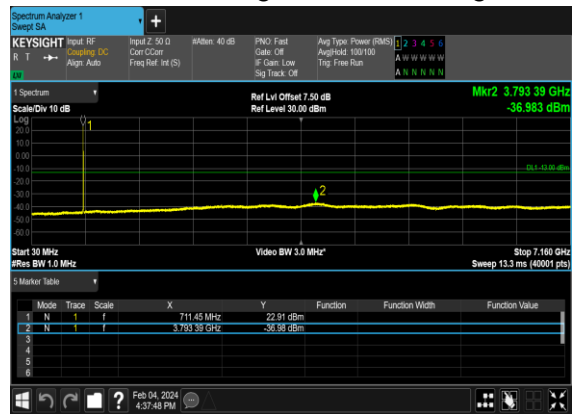 Spectrum Analyzer 1
Swept SA
+
KEYSIGHT Input: RF Input Z: 50 Ω #Atten: 40 dB PNO: Fast Avg Type: Power (RMS) 1 2 3 4 5 6
R T Coupling: DC Corr CCorr Gate: Off Avg|Hold: 100/100 A W W W W W
Align: Auto Freq Ref: Int (S) IF Gain: Low Trig: Free Run
LW Sig Track: Off A N N N N N
1 Spectrum Ref Lvl Offset 7.50 dB Mkr2 3.793 39 GHz
Scale/Div 10 dB Ref Level 30.00 dBm -36.983 dBm
Log
1
20.0
10.0
0.00
-10.0 DL1 -13.00 dBm
-20.0
-30.0 2
-40.0
-50.0
-60.0
Start 30 MHz Video BW 3.0 MHz* Stop 7.160 GHz
#Res BW 1.0 MHz Sweep 13.3 ms (40001 pts)
5 Marker Table
Mode Trace Scale X Y Function Function Width Function Value
1 N 1 f 711.45 MHz 22.91 dBm
2 N 1 f 3.793 39 GHz -36.98 dBm
3
4
5
6
? Feb 04, 2024
4:37:48 PM